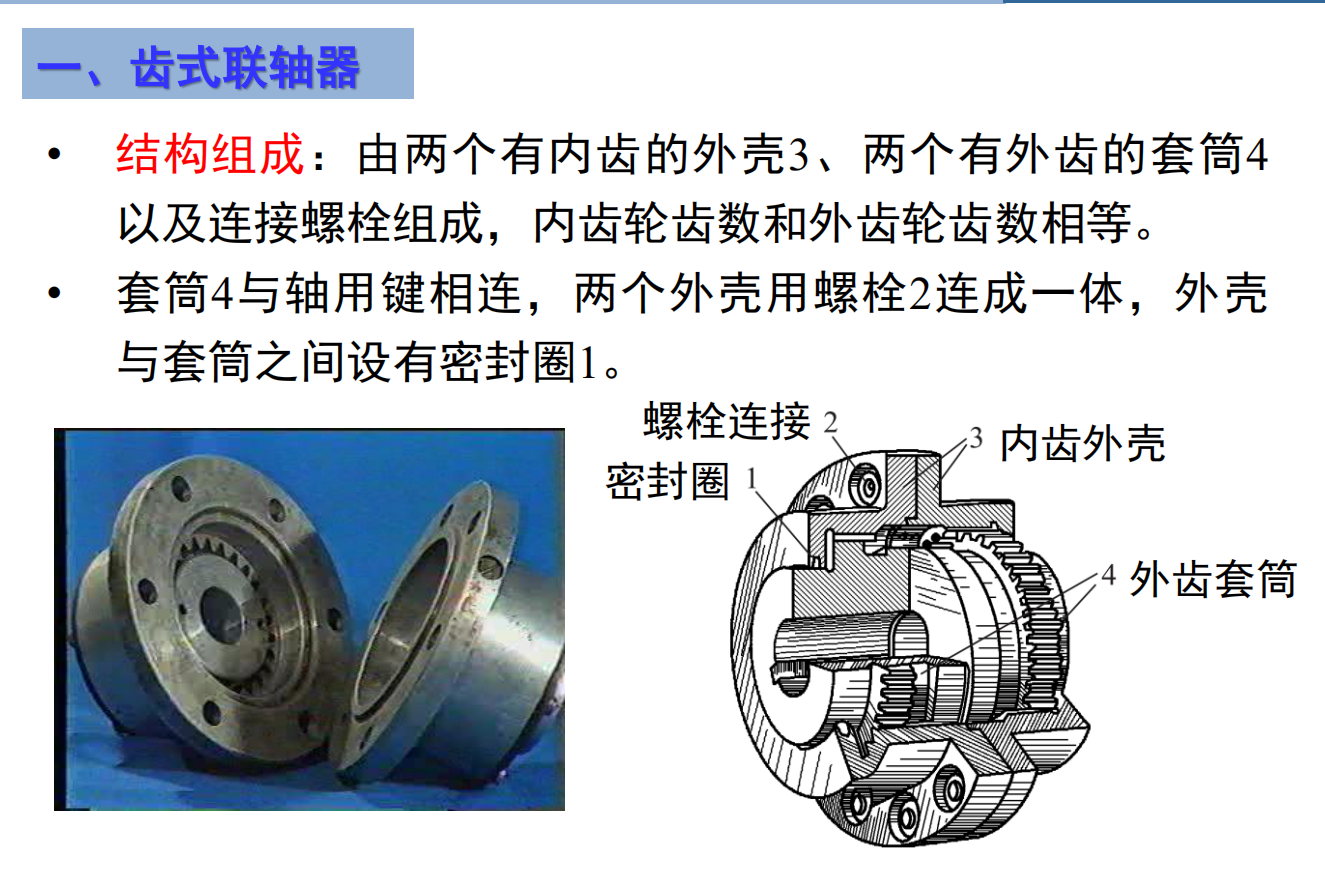 一、齿式联轴器
• 结构组成：由两个有内齿的外壳3、两个有外齿的套筒4
以及连接螺栓组成，内齿轮齿数和外齿轮齿数相等。
• 套筒4与轴用键相连，两个外壳用螺栓2连成一体，外壳
与套筒之间设有密封圈1。
螺栓连接 2
3 内齿外壳
密封圈 1
4 外齿套筒